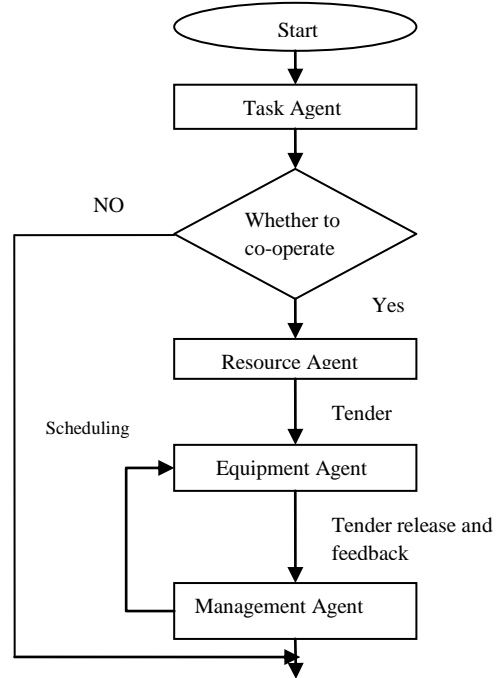 Start
Task Agent
NO
Whether to
co-operate
Yes
Resource Agent
Tender
Scheduling
Equipment Agent
Tender release and
feedback
Management Agent